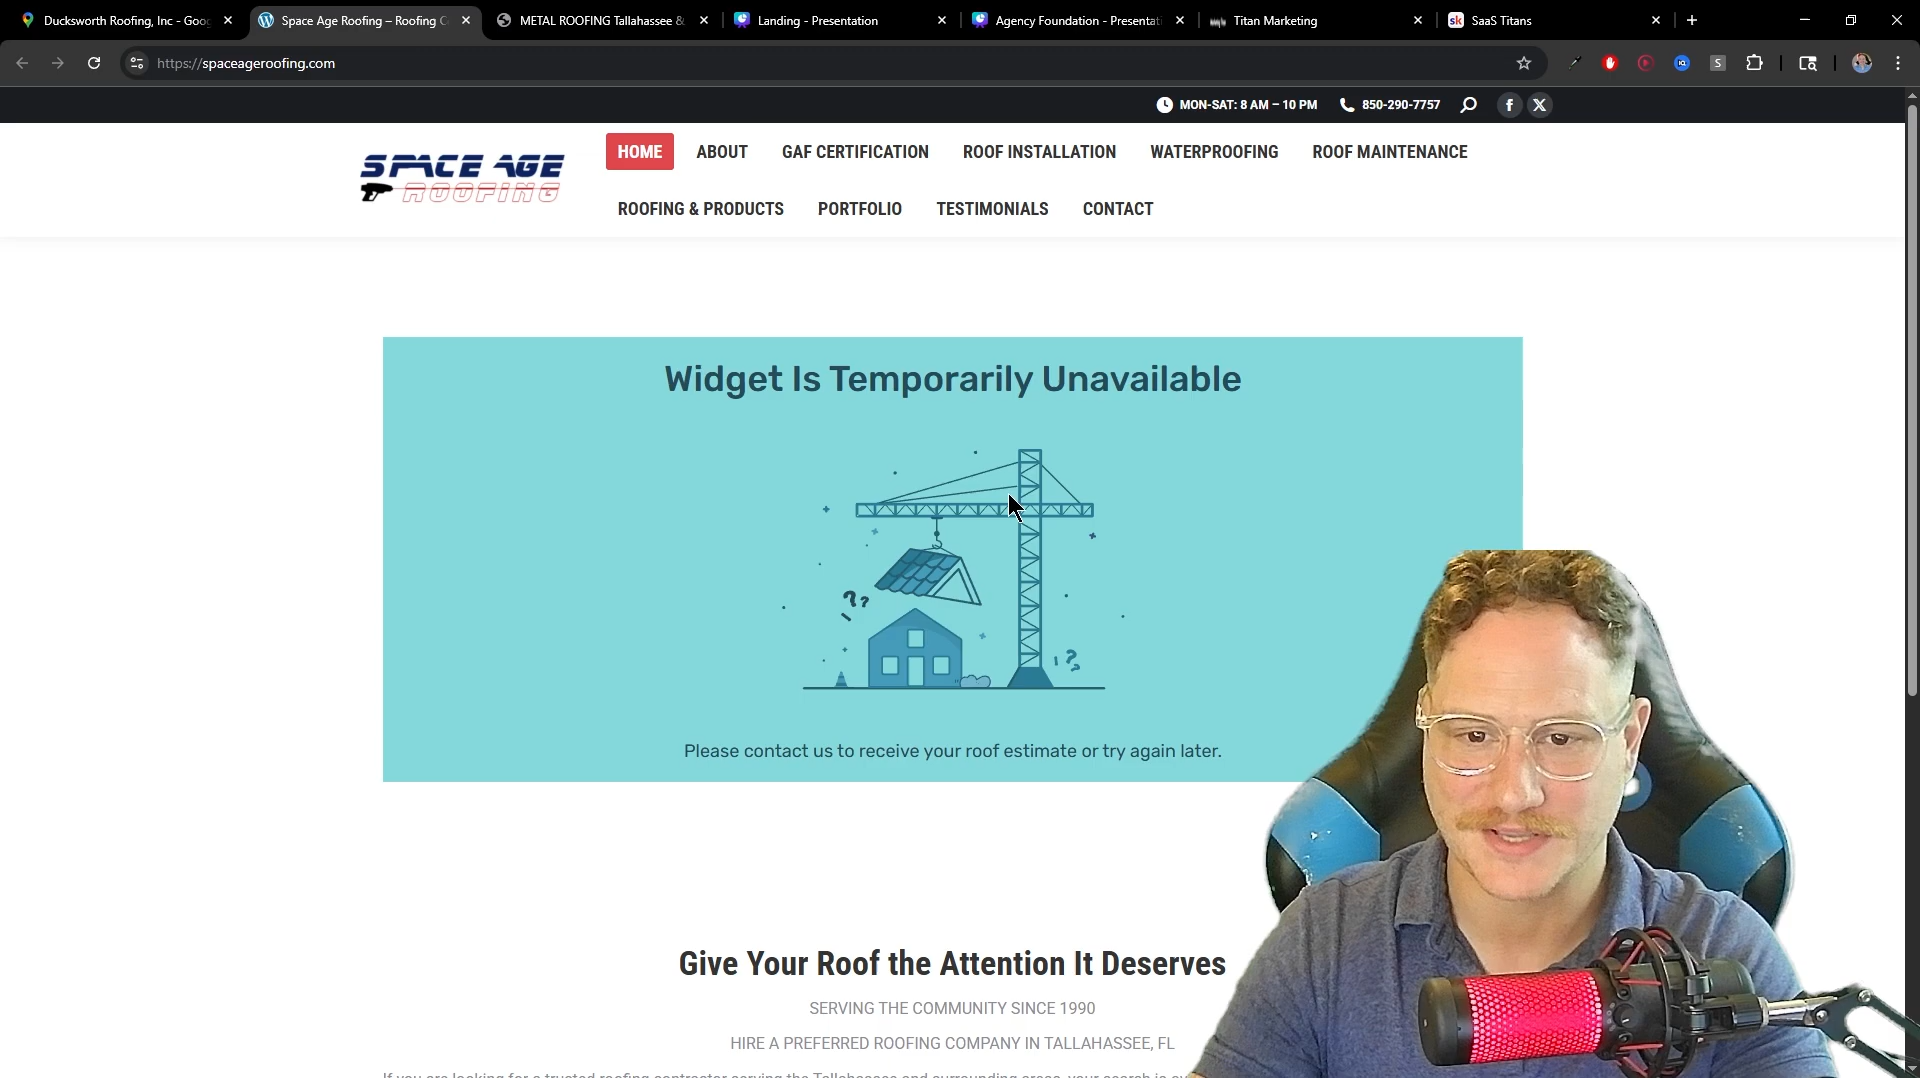 Ducksworth Roofing, Inc - Goo
Space Age Roofing – Roofing C
METAL ROOFING Tallahassee &
Landing - Presentation
Agency Foundation - Presentati
Titan Marketing
SaaS Titans
https://spaceageroofing.com
MON-SAT: 8 AM – 10 PM
850-290-7757
SPACE AGE
ROOFING
HOME
ABOUT
GAF CERTIFICATION
ROOF INSTALLATION
WATERPROOFING
ROOF MAINTENANCE
ROOFING & PRODUCTS
PORTFOLIO
TESTIMONIALS
CONTACT
Widget Is Temporarily Unavailable
Please contact us to receive your roof estimate or try again later.
Give Your Roof the Attention It Deserves
SERVING THE COMMUNITY SINCE 1990
HIRE A PREFERRED ROOFING COMPANY IN TALLAHASSEE, FL